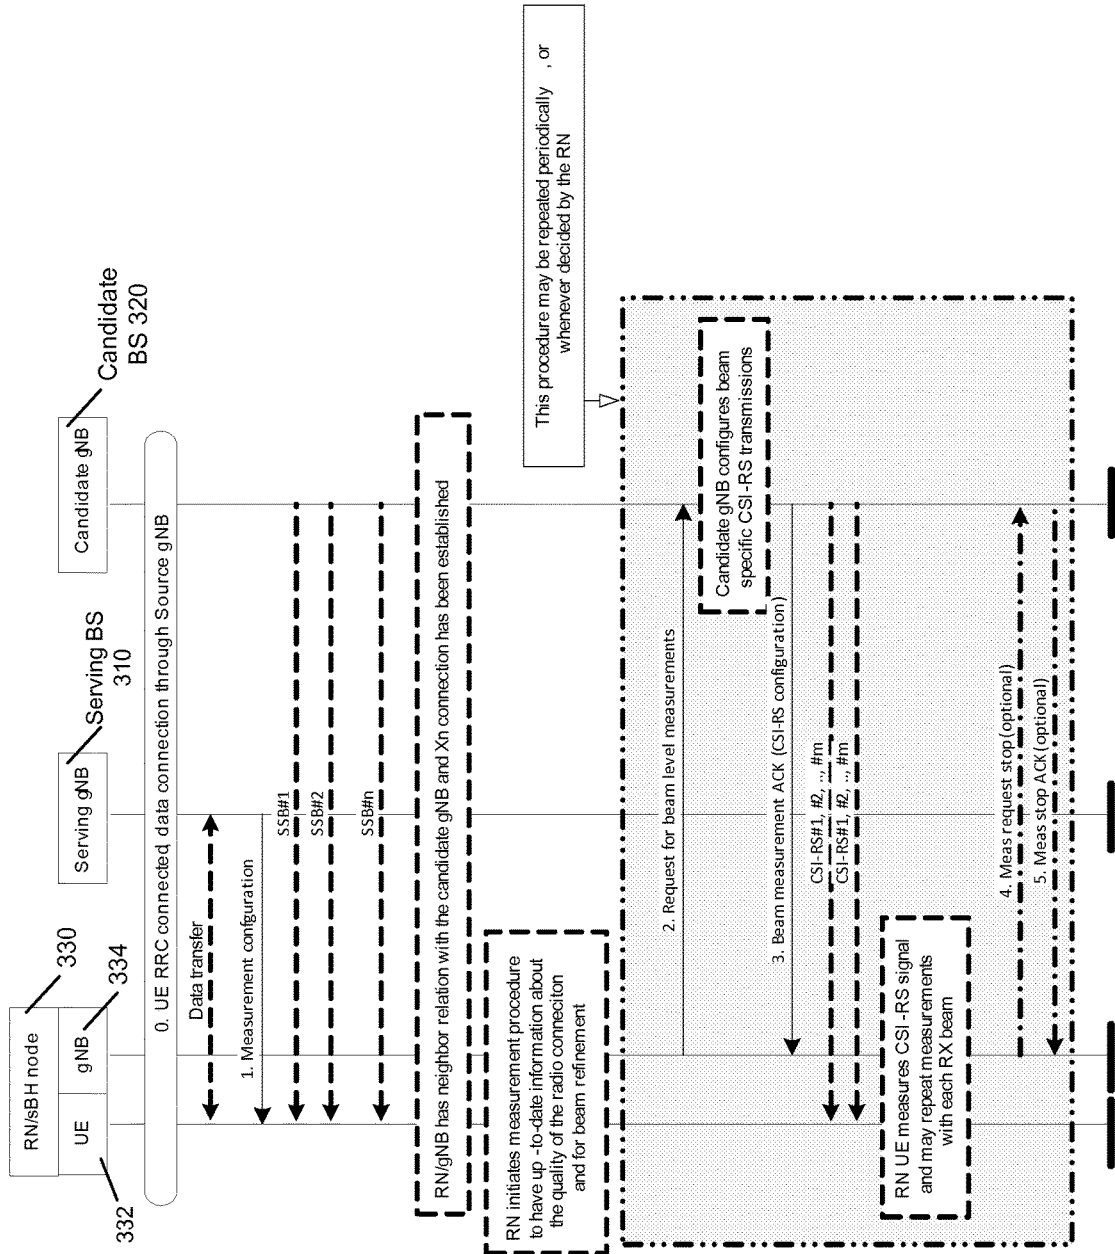 RN/sBH node
330
UE
gNB
334
332
Serving gNB
Serving BS
310
Candidate gNB
Candidate
BS 320
0. UE RRC connected, data connection through Source gNB
Data transfer
1. Measurement configuration
SSB#1
SSB#2
SSB#n
RN/gNB has neighbor relation with the candidate gNB and Xn connection has been established
RN initiates measurement procedure
to have up -to-date information about
the quality of the radio conneciton
and for beam refinement
This procedure may be repeated periodically , or
whenever decided by the RN
2. Request for beam level measurements
Candidate gNB configures beam
specific CSI-RS transmissions
3. Beam measurement ACK (CSI-RS configuration)
CSI-RS#1, #2, .., #m
CSI-RS#1, #2, .., #m
RN UE measures CSI -RS signal
and may repeat measurements
with each RX beam
4. Meas request stop (optional)
5. Meas stop ACK (optional)